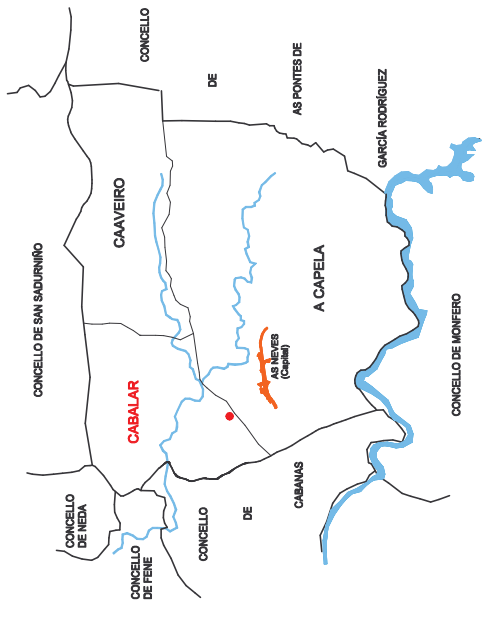 CONCELLO
DE
AS PONTES DE
GARCÍA RODRÍGUEZ
CONCELLO DE SAN SADURNIÑO
CAAVEIRO
A CAPELA
CONCELLO DE MONFERO
CABALAR
AS NEVES
(Capital)
CONCELLO
DE NEDA
CONCELLO
DE FENE
CONCELLO
DE
CABANAS